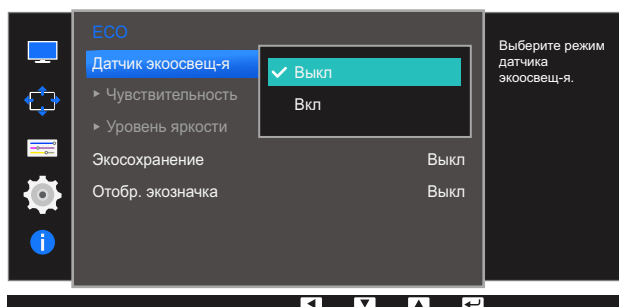 ECO
Датчик экоосвещ-я
Выкл
Вкл
Чувствительность
Уровень яркости
Экосохранение Выкл
Отобр. экозначка Выкл
Выберите режим
датчика
экоосвещ-я.